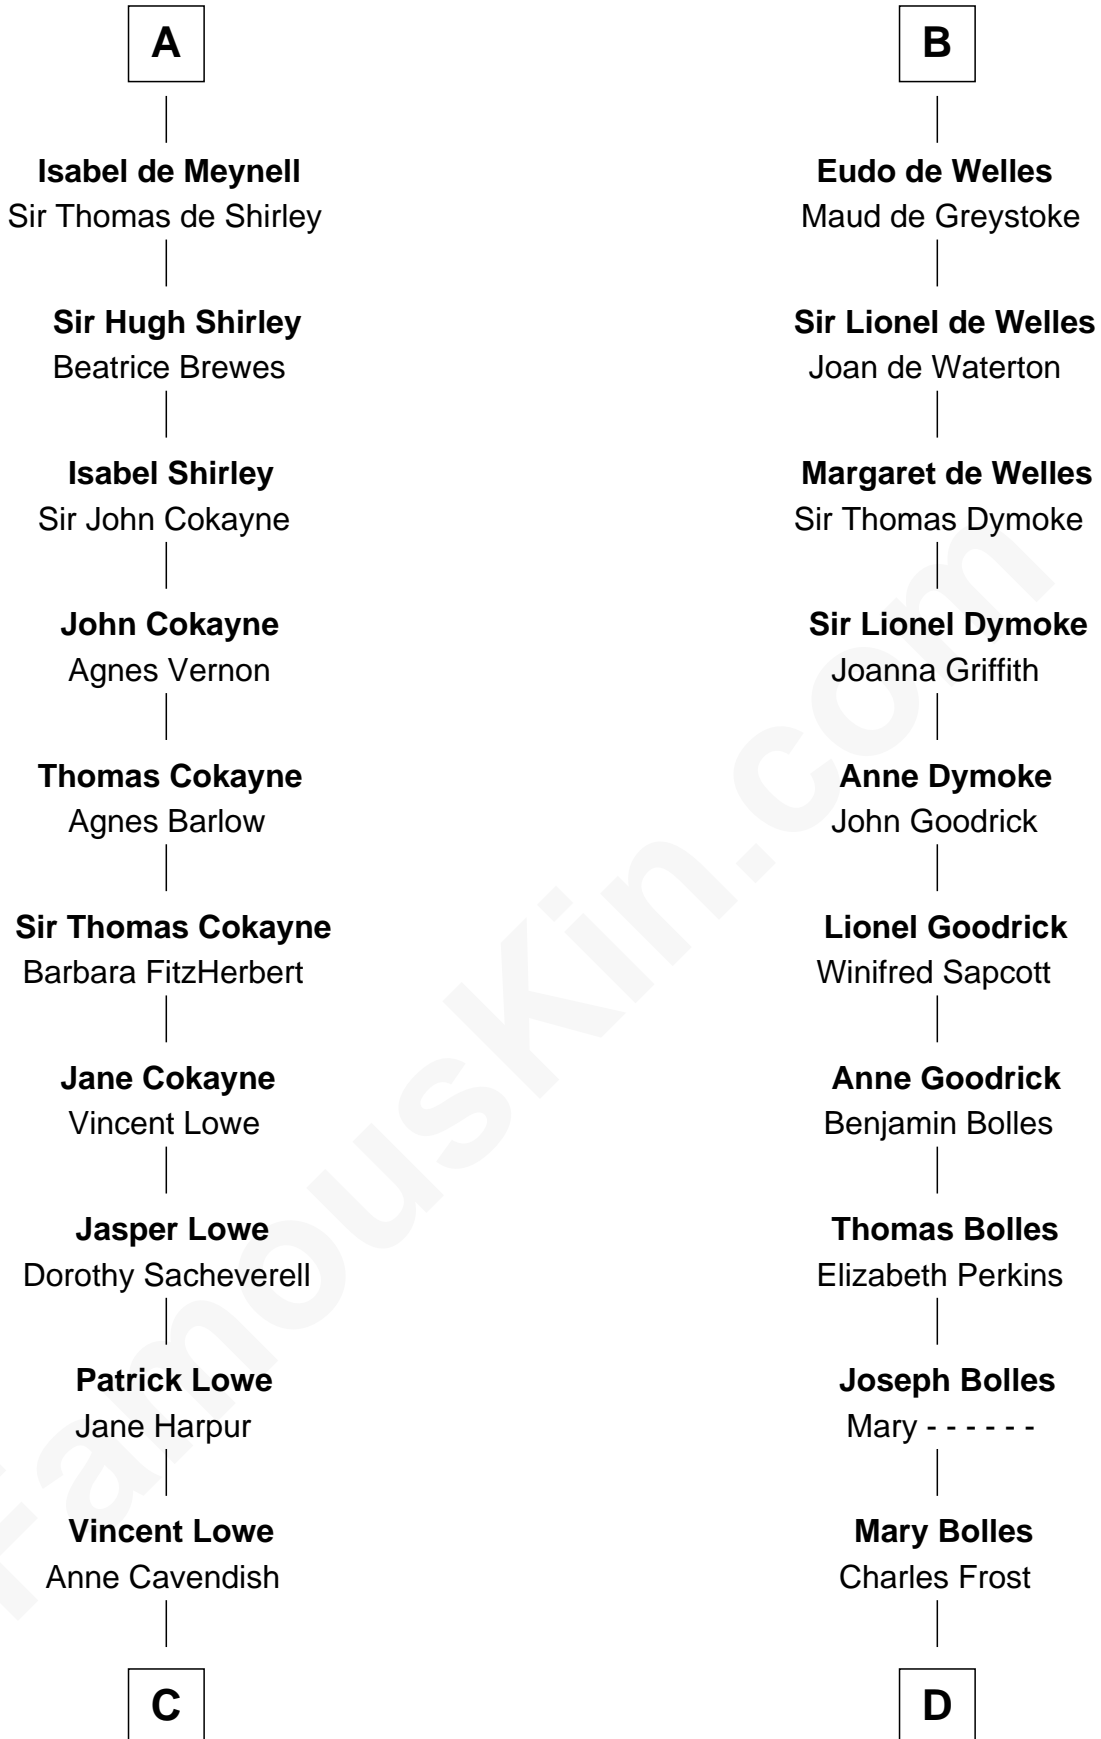 A
Isabel de Meynell
Sir Thomas de Shirley
Sir Hugh Shirley
Beatrice Brewes
Isabel Shirley
Sir John Cokayne
John Cokayne
Agnes Vernon
Thomas Cokayne
Agnes Barlow
Sir Thomas Cokayne
Barbara FitzHerbert
Jane Cokayne
Vincent Lowe
Jasper Lowe
Dorothy Sacheverell
Patrick Lowe
Jane Harpur
Vincent Lowe
Anne Cavendish
C
B
Eudo de Welles
Maud de Greystoke
Sir Lionel de Welles
Joan de Waterton
Margaret de Welles
Sir Thomas Dymoke
Sir Lionel Dymoke
Joanna Griffith
Anne Dymoke
John Goodrick
Lionel Goodrick
Winifred Sapcott
Anne Goodrick
Benjamin Bolles
Thomas Bolles
Elizabeth Perkins
Joseph Bolles
Mary - - - - - -
Mary Bolles
Charles Frost
D
FamousKin.com